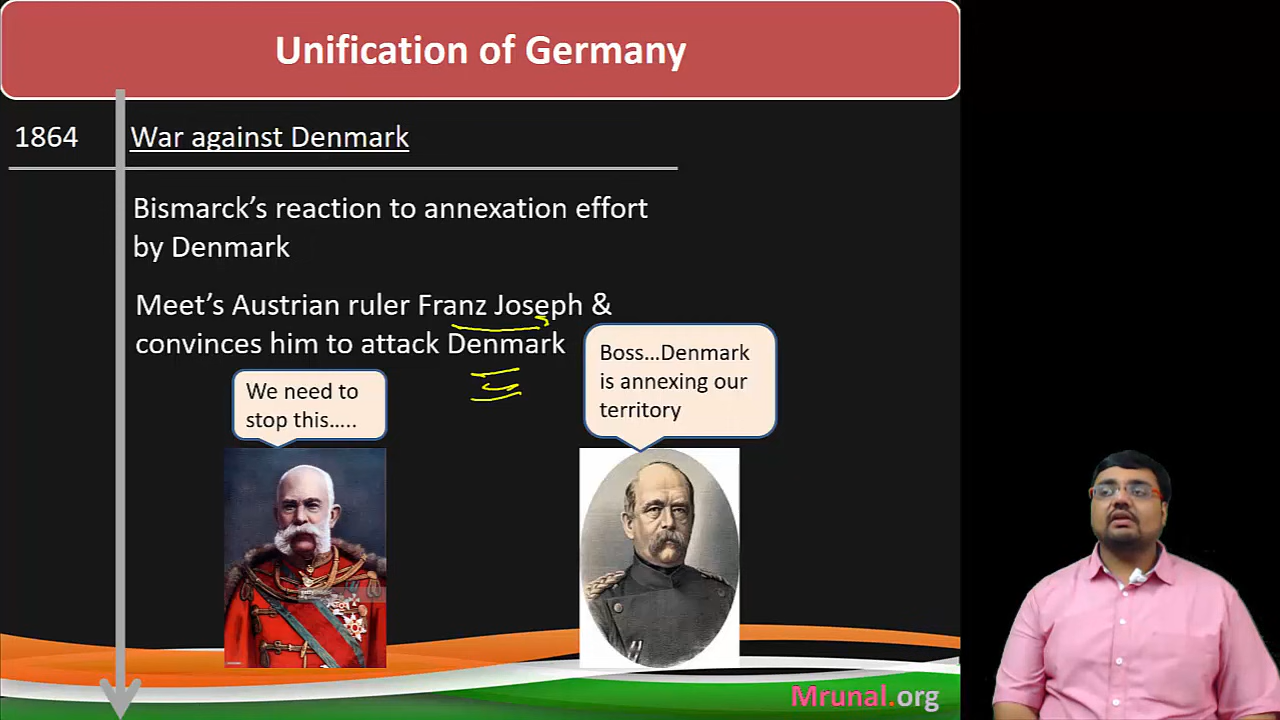 Unification of Germany
1864
War against Denmark
Bismarck’s reaction to annexation effort
by Denmark
Meet’s Austrian ruler Franz Joseph &
convinces him to attack Denmark
We need to
stop this…..
Boss…Denmark
is annexing our
territory
Mrunal.org